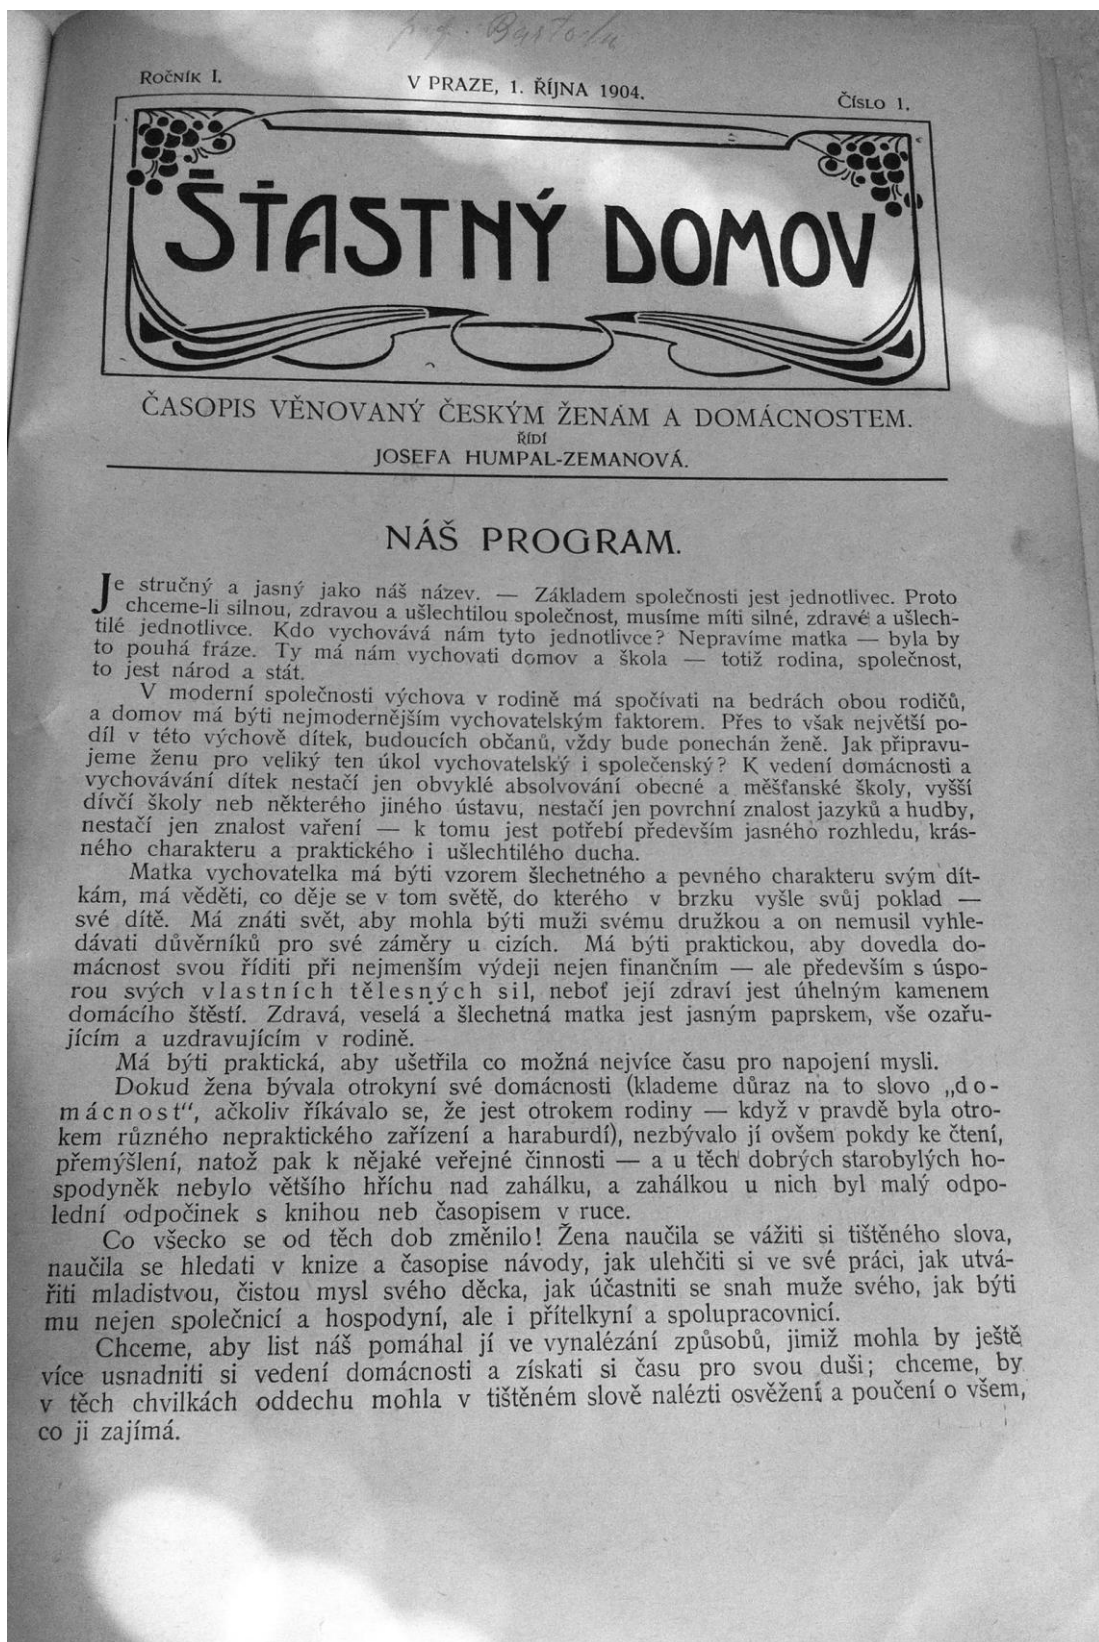 Ročník I.
V PRAZE, 1. ŘÍJNA 1904.
Číslo 1.
ŠŤASTNÝ DOMOV
ČASOPIS VĚNOVANÝ ČESKÝM ŽENÁM A DOMÁCNOSTEM.
ŘÍDÍ
JOSEFA HUMPAL-ZEMANOVÁ.
NÁŠ PROGRAM.
Je stručný a jasný jako náš název. — Základem společnosti jest jednotlivec. Proto
chceme-li silnou, zdravou a ušlechtilou společnost, musíme míti silné, zdravé a ušlech-
tilé jednotlivce. Kdo vychovává nám tyto jednotlivce? Nepravíme matka — byla by
to pouhá fráze. Ty má nám vychovati domov a škola — totiž rodina, společnost,
to jest národ a stát.
V moderní společnosti výchova v rodině má spočívati na bedrách obou rodičů,
a domov má býti nejmodernějším vychovatelským faktorem. Přes to však největší po-
díl v této výchově dítek, budoucích občanů, vždy bude ponechán ženě. Jak připravu-
jeme ženu pro veliký ten úkol vychovatelský i společenský? K vedení domácnosti a
vychovávání dítek nestačí jen obvyklé absolvování obecné a měšťanské školy, vyšší
dívčí školy neb některého jiného ústavu, nestačí jen povrchní znalost jazyků a hudby,
nestačí jen znalost vaření — k tomu jest potřebí především jasného rozhledu, krás-
ného charakteru a praktického i ušlechtilého ducha.
Matka vychovatelka má býti vzorem šlechetného a pevného charakteru svým dít-
kám, má věděti, co děje se v tom světě, do kterého v brzku vyšle svůj poklad —
své dítě. Má znáti svět, aby mohla býti muži svému družkou a on nemusil vyhle-
dávati důvěrníků pro své záměry u cizích. Má býti praktickou, aby dovedla do-
mácnost svou říditi při nejmenším výdeji nejen finančním — ale především s úspo-
rou svých vlastních tělesných sil, neboť její zdraví jest úhelným kamenem
domácího štěstí. Zdravá, veselá a šlechetná matka jest jasným paprskem, vše ozařu-
jícím a uzdravujícím v rodině.
Má býti praktická, aby ušetřila co možná nejvíce času pro napojení mysli.
Dokud žena bývala otrokyní své domácnosti (klademe důraz na to slovo „do-
mácnost“, ačkoliv říkávalo se, že jest otrokem rodiny — když v pravdě byla otro-
kem různého nepraktického zařízení a haraburdí), nezbývalo jí ovšem pokdy ke čtení,
přemýšlení, natož pak k nějaké veřejné činnosti — a u těch dobrých starobylých ho-
spodyněk nebylo většího hříchu nad zahálku, a zahálkou u nich byl malý odpo-
lední odpočinek s knihou neb časopisem v ruce.
Co všecko se od těch dob změnilo! Žena naučila se vážiti si tištěného slova,
naučila se hledati v knize a časopise návody, jak ulehčiti si ve své práci, jak utvá-
řiti mladistvou, čistou mysl svého děcka, jak účastniti se snah muže svého, jak býti
mu nejen společnicí a hospodyní, ale i přítelkyní a spolupracovnicí.
Chceme, aby list náš pomáhal jí ve vynalézání způsobů, jimiž mohla by ještě
více usnadniti si vedení domácnosti a získati si času pro svou duši; chceme, by
v těch chvilkách oddechu mohla v tištěném slově nalézti osvěžení a poučení o všem,
co ji zajímá.